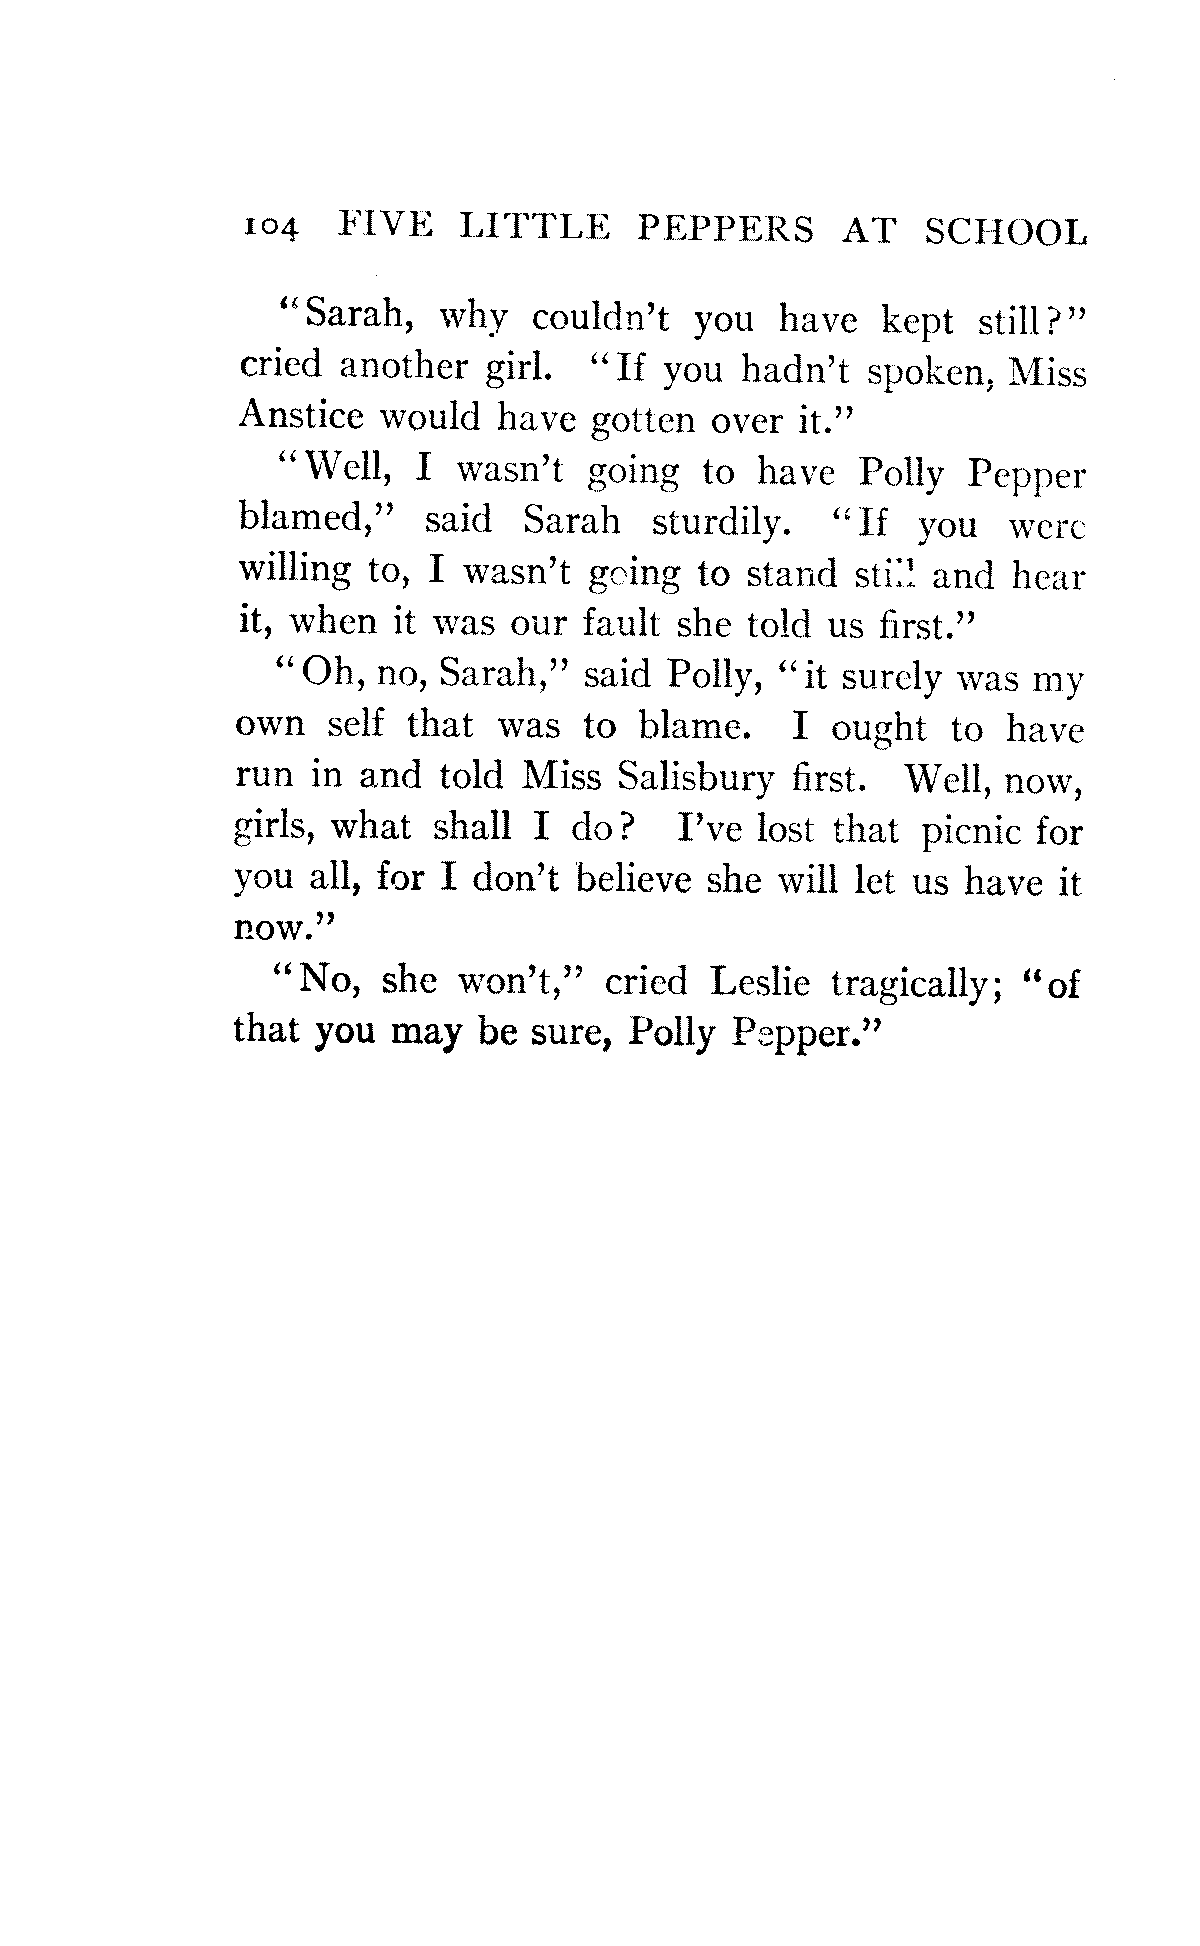 104 FIVE LITTLE PEPPERS AT SCHOOL
"Sarah, why couldn't you have kept still?"
cried another girl. "If you hadn't spoken, Miss
Anstice would have gotten over it."
"Well, I wasn't going to have Polly Pepper
blamed," said Sarah sturdily. "If you were
willing to, I wasn't going to stand still and hear
it, when it was our fault she told us first."
"Oh, no, Sarah," said Polly, "it surely was my
own self that was to blame. I ought to have
run in and told Miss Salisbury first. Well, now,
girls, what shall I do? I've lost that picnic for
you all, for I don't believe she will let us have it
now."
"No, she won't," cried Leslie tragically; "of
that you may be sure, Polly Pepper."